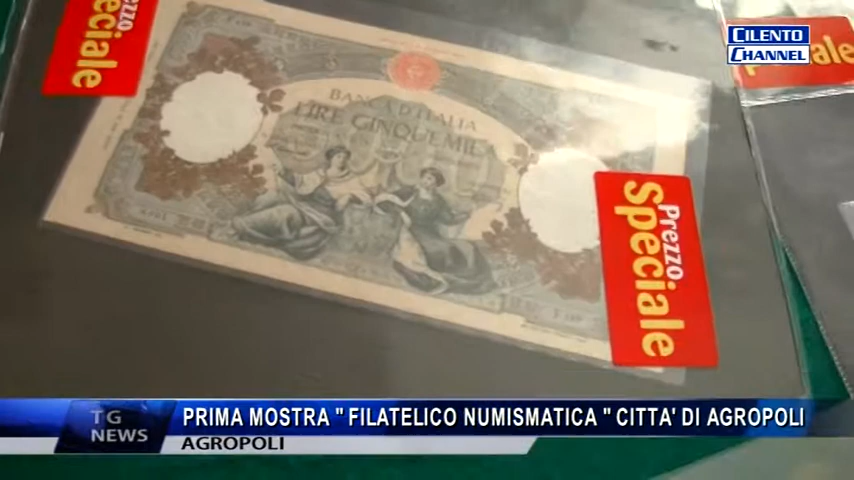 Prezzo
Speciale
CILENTO
CHANNEL
Speciale
BANCA D'ITALIA
LIRE CINQUEMILA
Prezzo
Speciale
TG
NEWS
PRIMA MOSTRA " FILATELICO NUMISMATICA " CITTA' DI AGROPOLI
AGROPOLI